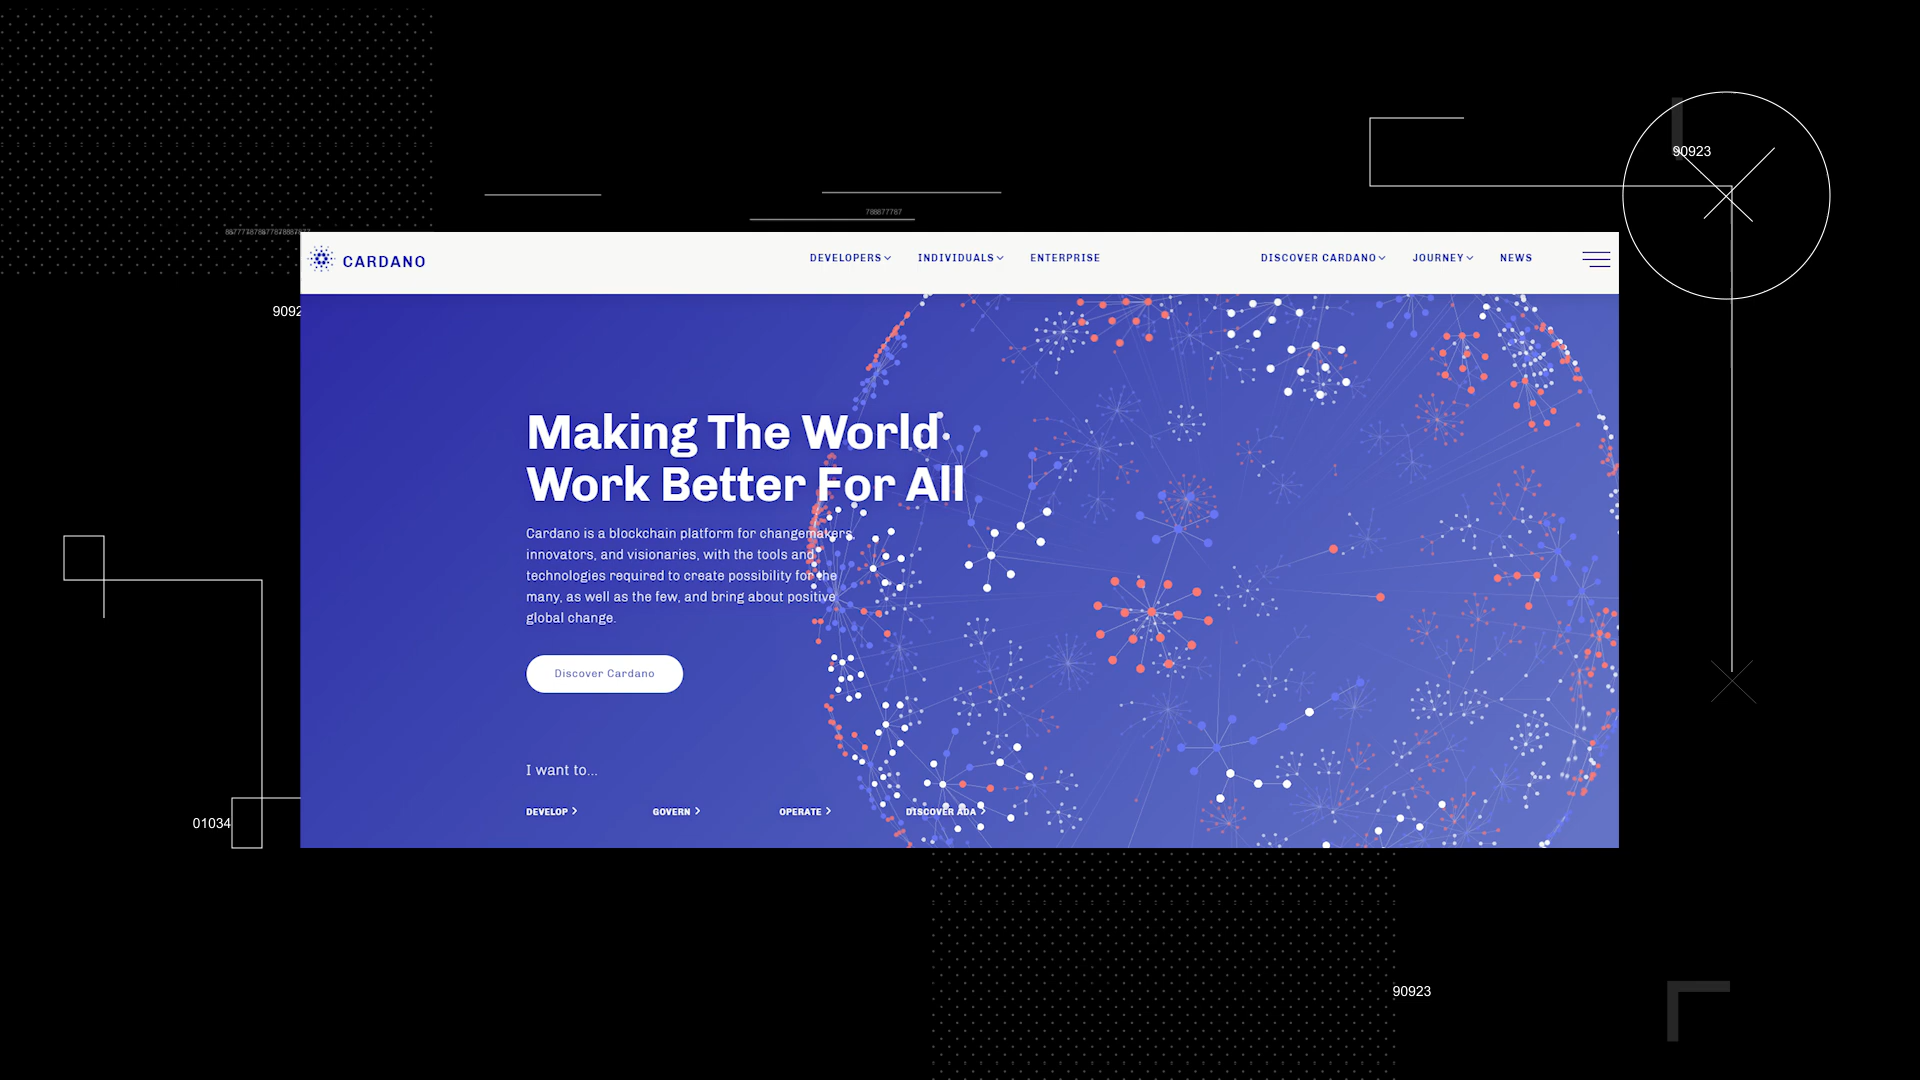 90923
788877787
CARDANO
DEVELOPERS
INDIVIDUALS
ENTERPRISE
DISCOVER CARDANO
JOURNEY
NEWS
9092
Making The World
Work Better For All
Cardano is a blockchain platform for changemakers,
innovators, and visionaries, with the tools and
technologies required to create possibility for the
many, as well as the few, and bring about positive
global change.
Discover Cardano
I want to...
DEVELOP
GOVERN
OPERATE
DISCOVER ADA
01034
90923